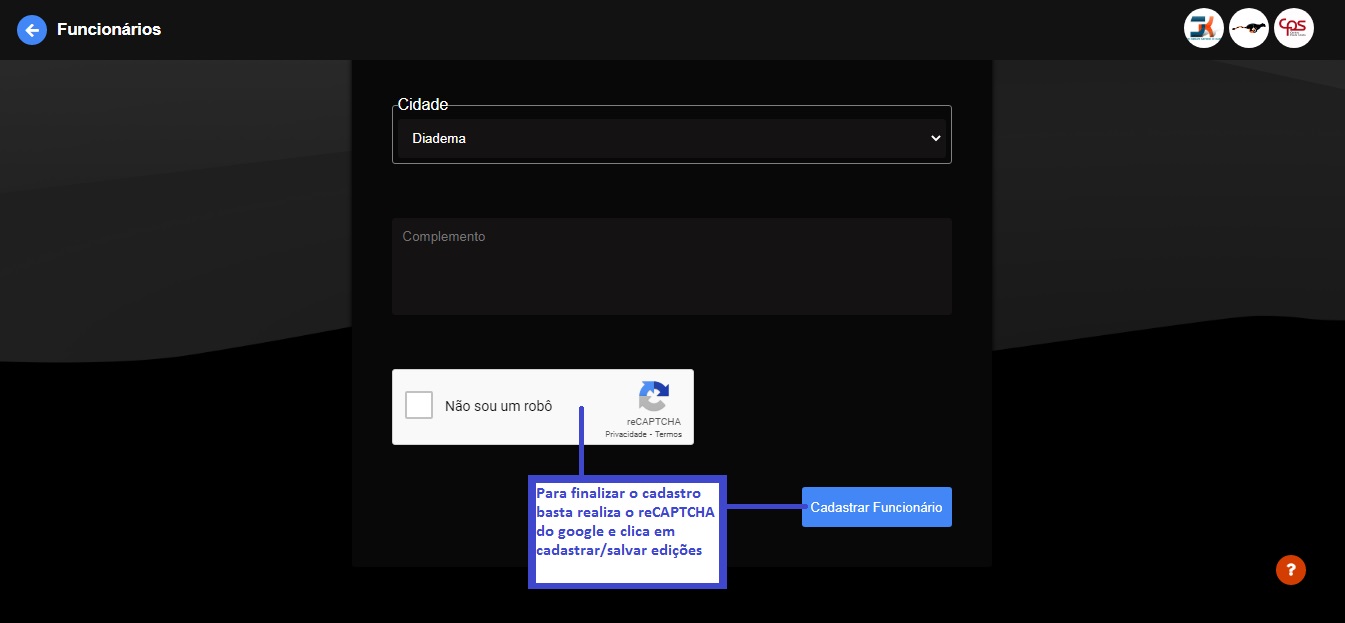 Funcionários
cps
Cidade
Diadema
Complemento
Não sou um robô
reCAPTCHA
Privacidade - Termos
Para finalizar o cadastro
basta realiza o reCAPTCHA
do google e clica em
cadastrar/salvar edições
Cadastrar Funcionário
?